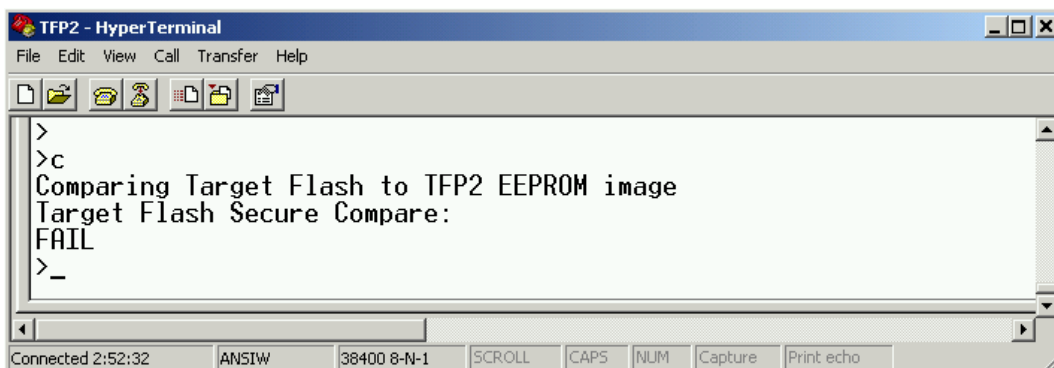 TFP2 - HyperTerminal
File Edit View Call Transfer Help
>
>c
Comparing Target Flash to TFP2 EEPROM image
Target Flash Secure Compare:
FAIL
>_
Connected 2:52:32 ANSIW 38400 8-N-1 SCROLL CAPS NUM Capture Print echo